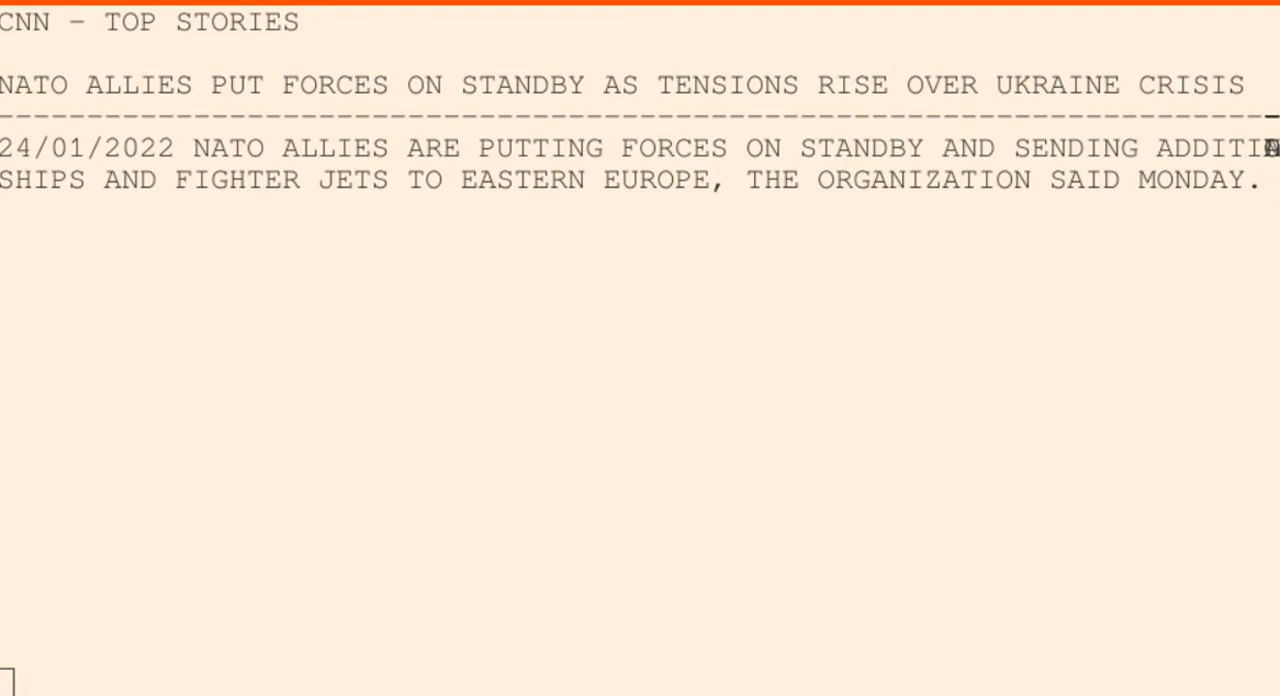 CNN - TOP STORIES
NATO ALLIES PUT FORCES ON STANDBY AS TENSIONS RISE OVER UKRAINE CRISIS
------------------------------------------------------------------------
24/01/2022 NATO ALLIES ARE PUTTING FORCES ON STANDBY AND SENDING
SHIPS AND FIGHTER JETS TO EASTERN EUROPE, THE ORGANIZATION SAID MONDAY.